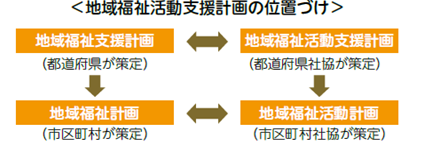 <地域福祉活動支援計画の位置づけ>
地域福祉支援計画
(都道府県が策定)
地域福祉活動支援計画
(都道府県社協が策定)
地域福祉計画
(市区町村が策定)
地域福祉活動計画
(市区町村社協が策定)